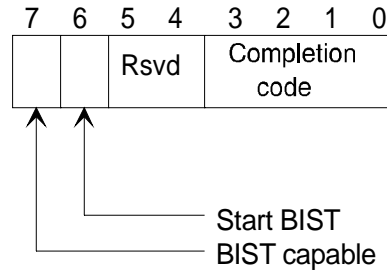 7 6 5 4 3 2 1 0
Rsvd
Completion
code
Start BIST
BIST capable